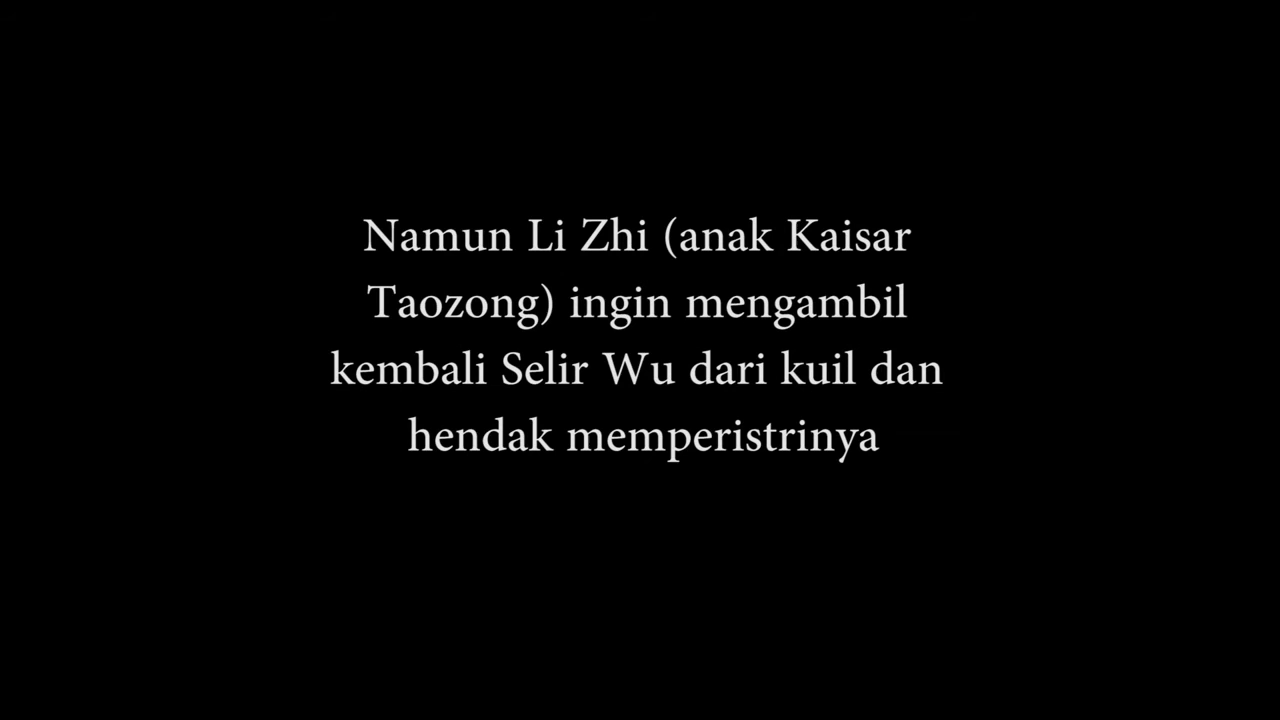 Namun Li Zhi (anak Kaisar
Taozong) ingin mengambil
kembali Selir Wu dari kuil dan
hendak memperistrinya